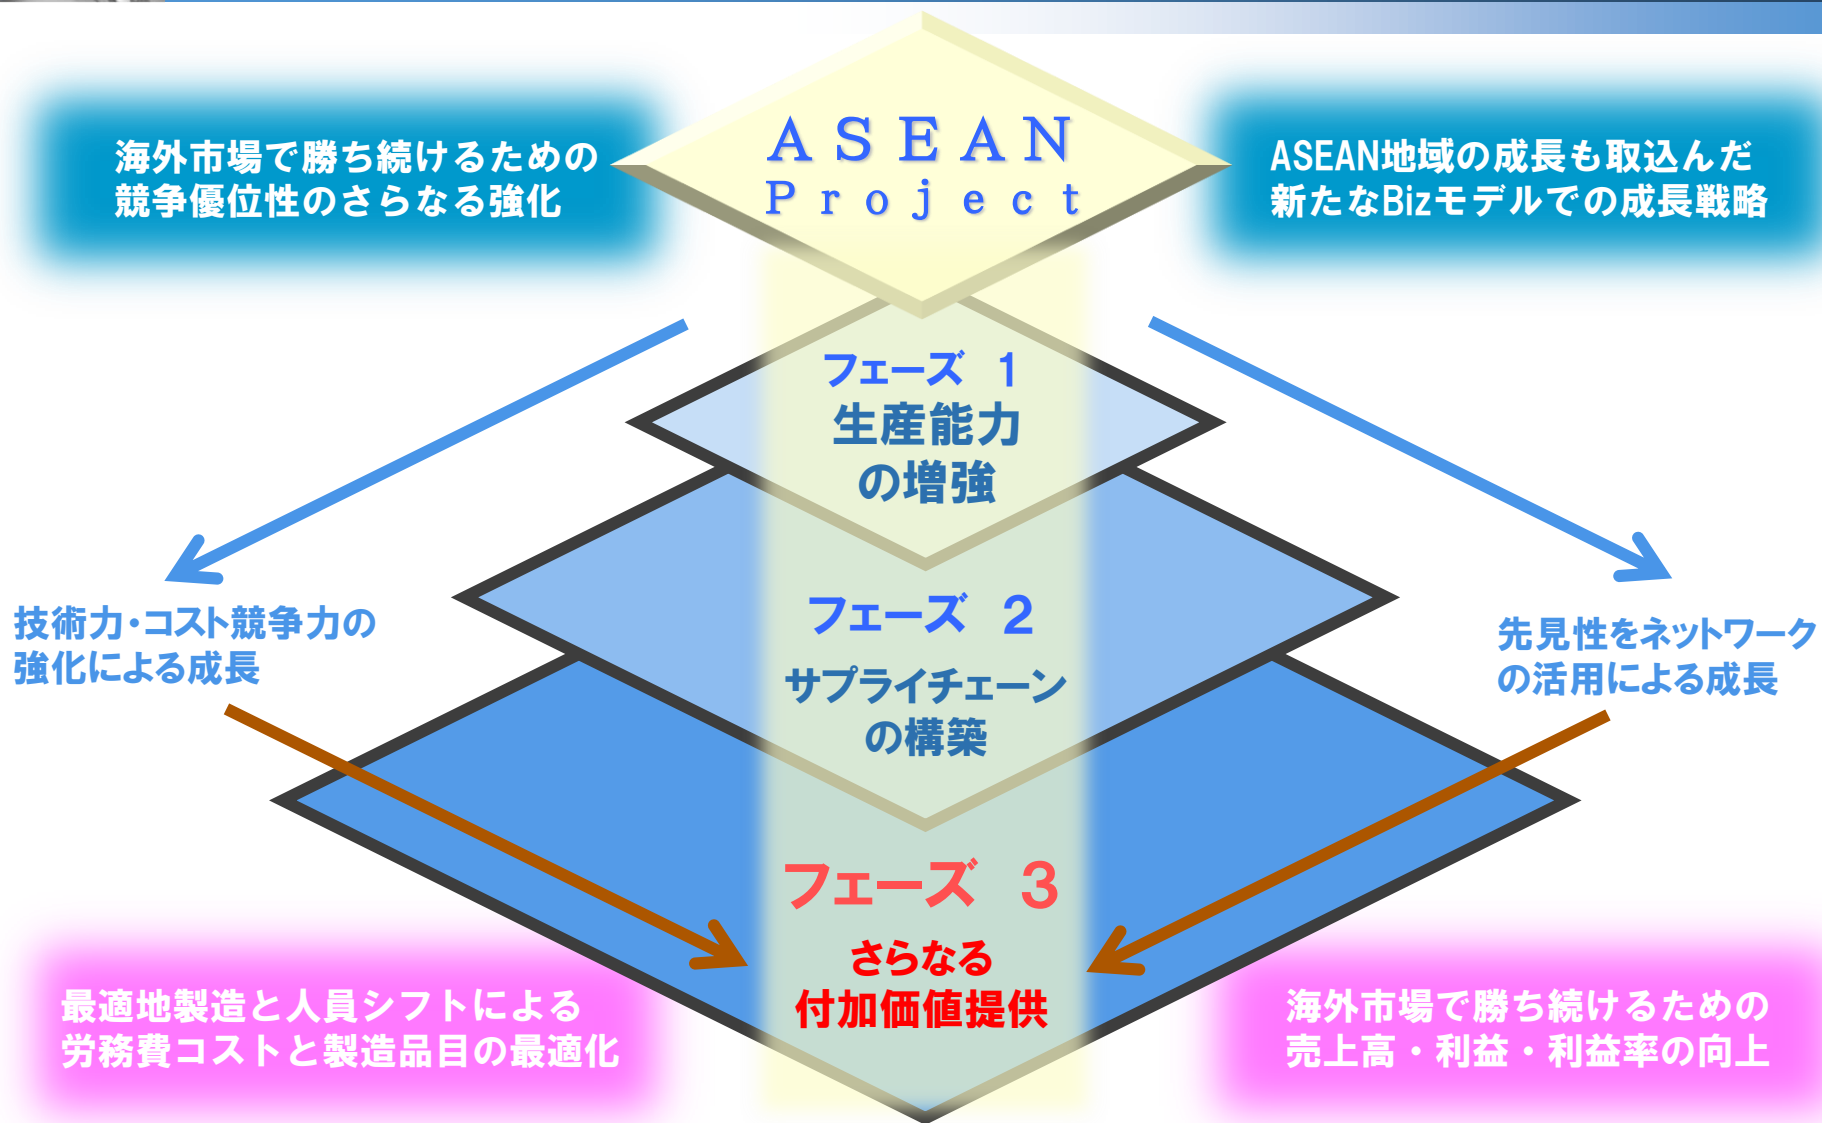 ASEAN
Project
海外市場で勝ち続けるための
競争優位性のさらなる強化
ASEAN地域の成長も取込んだ
新たなBizモデルでの成長戦略
フェーズ 1
生産能力
の増強
フェーズ 2
サプライチェーン
の構築
技術力・コスト競争力の
強化による成長
先見性をネットワーク
の活用による成長
フェーズ 3
さらなる
付加価値提供
最適地製造と人員シフトによる
労務費コストと製造品目の最適化
海外市場で勝ち続けるための
売上高・利益・利益率の向上